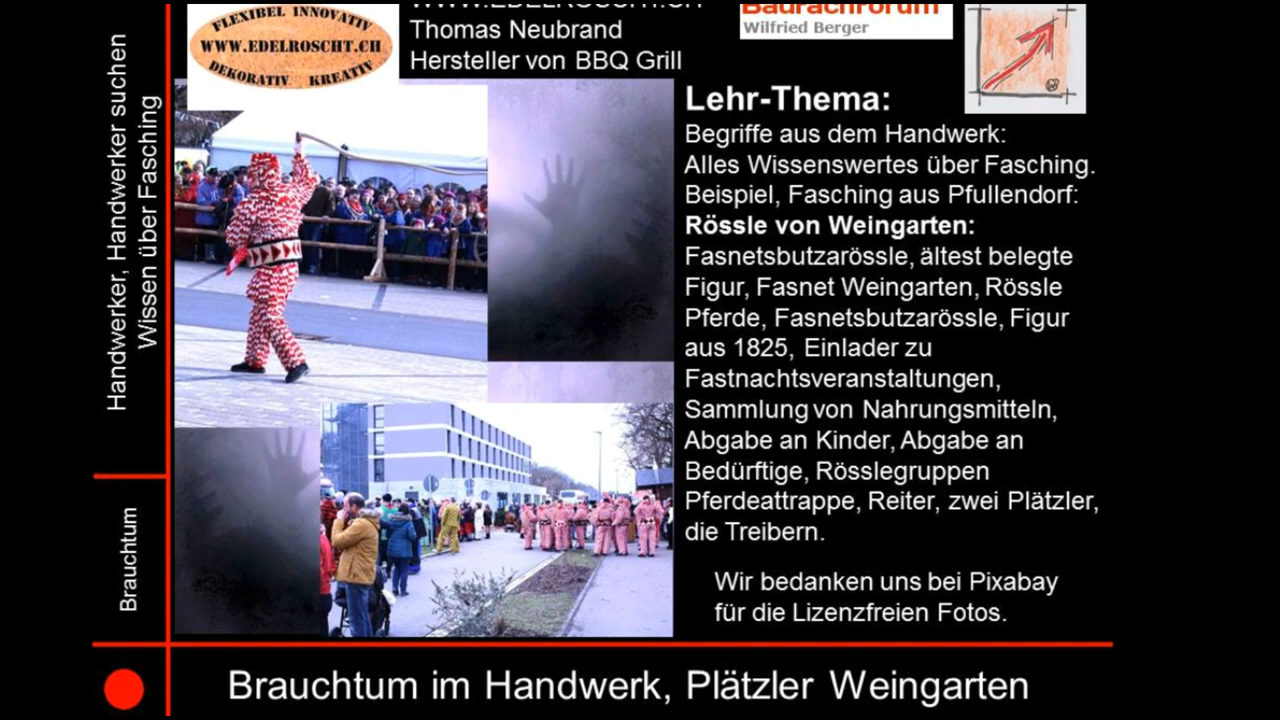 FLEXIBEL INNOVATIV
WWW.EDELROSCHT.CH
DEKORATIV KREATIV
WWW.EDELROSCHT.CH
Thomas Neubrand
Hersteller von BBQ Grill
Baufachforum
Wilfried Berger
Handwerker, Handwerker suchen
Wissen über Fasching
Brauchtum
Lehr-Thema:
Begriffe aus dem Handwerk:
Alles Wissenswertes über Fasching.
Beispiel, Fasching aus Pfullendorf:
Rössle von Weingarten:
Fasnetsbutzarössle, ältest belegte
Figur, Fasnet Weingarten, Rössle
Pferde, Fasnetsbutzarössle, Figur
aus 1825, Einlader zu
Fastnachtsveranstaltungen,
Sammlung von Nahrungsmitteln,
Abgabe an Kinder, Abgabe an
Bedürftige, Rösslegruppen
Pferdeattrappe, Reiter, zwei Plätzler,
die Treibern.
Wir bedanken uns bei Pixabay
für die Lizenzfreien Fotos.
Brauchtum im Handwerk, Plätzler Weingarten